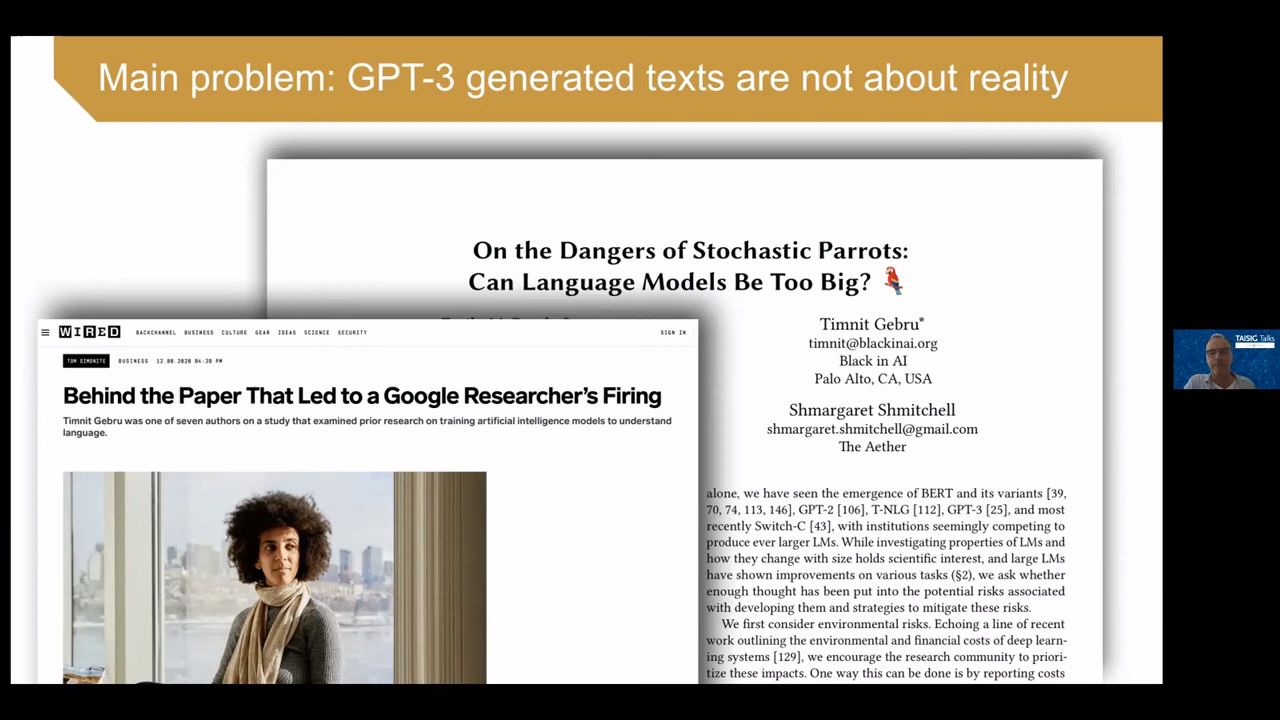 Main problem: GPT-3 generated texts are not about reality
On the Dangers of Stochastic Parrots:
Can Language Models Be Too Big? 🦜
Timnit Gebru*
timnit@blackinai.org
Black in AI
Palo Alto, CA, USA
Shmargaret Shmitchell
shmargaret.shmitchell@gmail.com
The Aether
alone, we have seen the emergence of BERT and its variants [39,
70, 74, 113, 146], GPT-2 [106], T-NLG [112], GPT-3 [25], and most
recently Switch-C [43], with institutions seemingly competing to
produce ever larger LMs. While investigating properties of LMs and
how they change with size holds scientific interest, and large LMs
have shown improvements on various tasks (§2), we ask whether
enough thought has been put into the potential risks associated
with developing them and strategies to mitigate these risks.
We first consider environmental risks. Echoing a line of recent
work outlining the environmental and financial costs of deep learn-
ing systems [129], we encourage the research community to priori-
tize these impacts. One way this can be done is by reporting costs
WIRED
BACKCHANNEL BUSINESS CULTURE GEAR IDEAS SCIENCE SECURITY
SIGN IN
TOM SIMONITE BUSINESS 12.08.2020 04:30 PM
Behind the Paper That Led to a Google Researcher's Firing
Timnit Gebru was one of seven authors on a study that examined prior research on training artificial intelligence models to understand
language.
TAISIG Talks